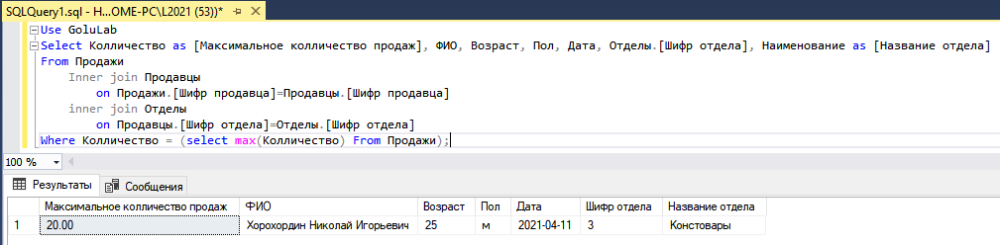 SQLQuery1.sql - H...OME-PC\L2021 (53))*
Use GoluLab
Select Колличество as [Максимальное колличество продаж], ФИО, Возраст, Пол, Дата, Отделы.[Шифр отдела], Наименование as [Название отдела]
From Продажи
Inner join Продавцы
on Продажи.[Шифр продавца]=Продавцы.[Шифр продавца]
inner join Отделы
on Продавцы.[Шифр отдела]=Отделы.[Шифр отдела]
Where Колличество = (select max(Колличество) From Продажи);
100 %
Результаты Сообщения
Максимальное колличество продаж ФИО Возраст Пол Дата Шифр отдела Название отдела
1 20.00 Хороходин Николай Игорьевич 25 м 2021-04-11 3 Констовары